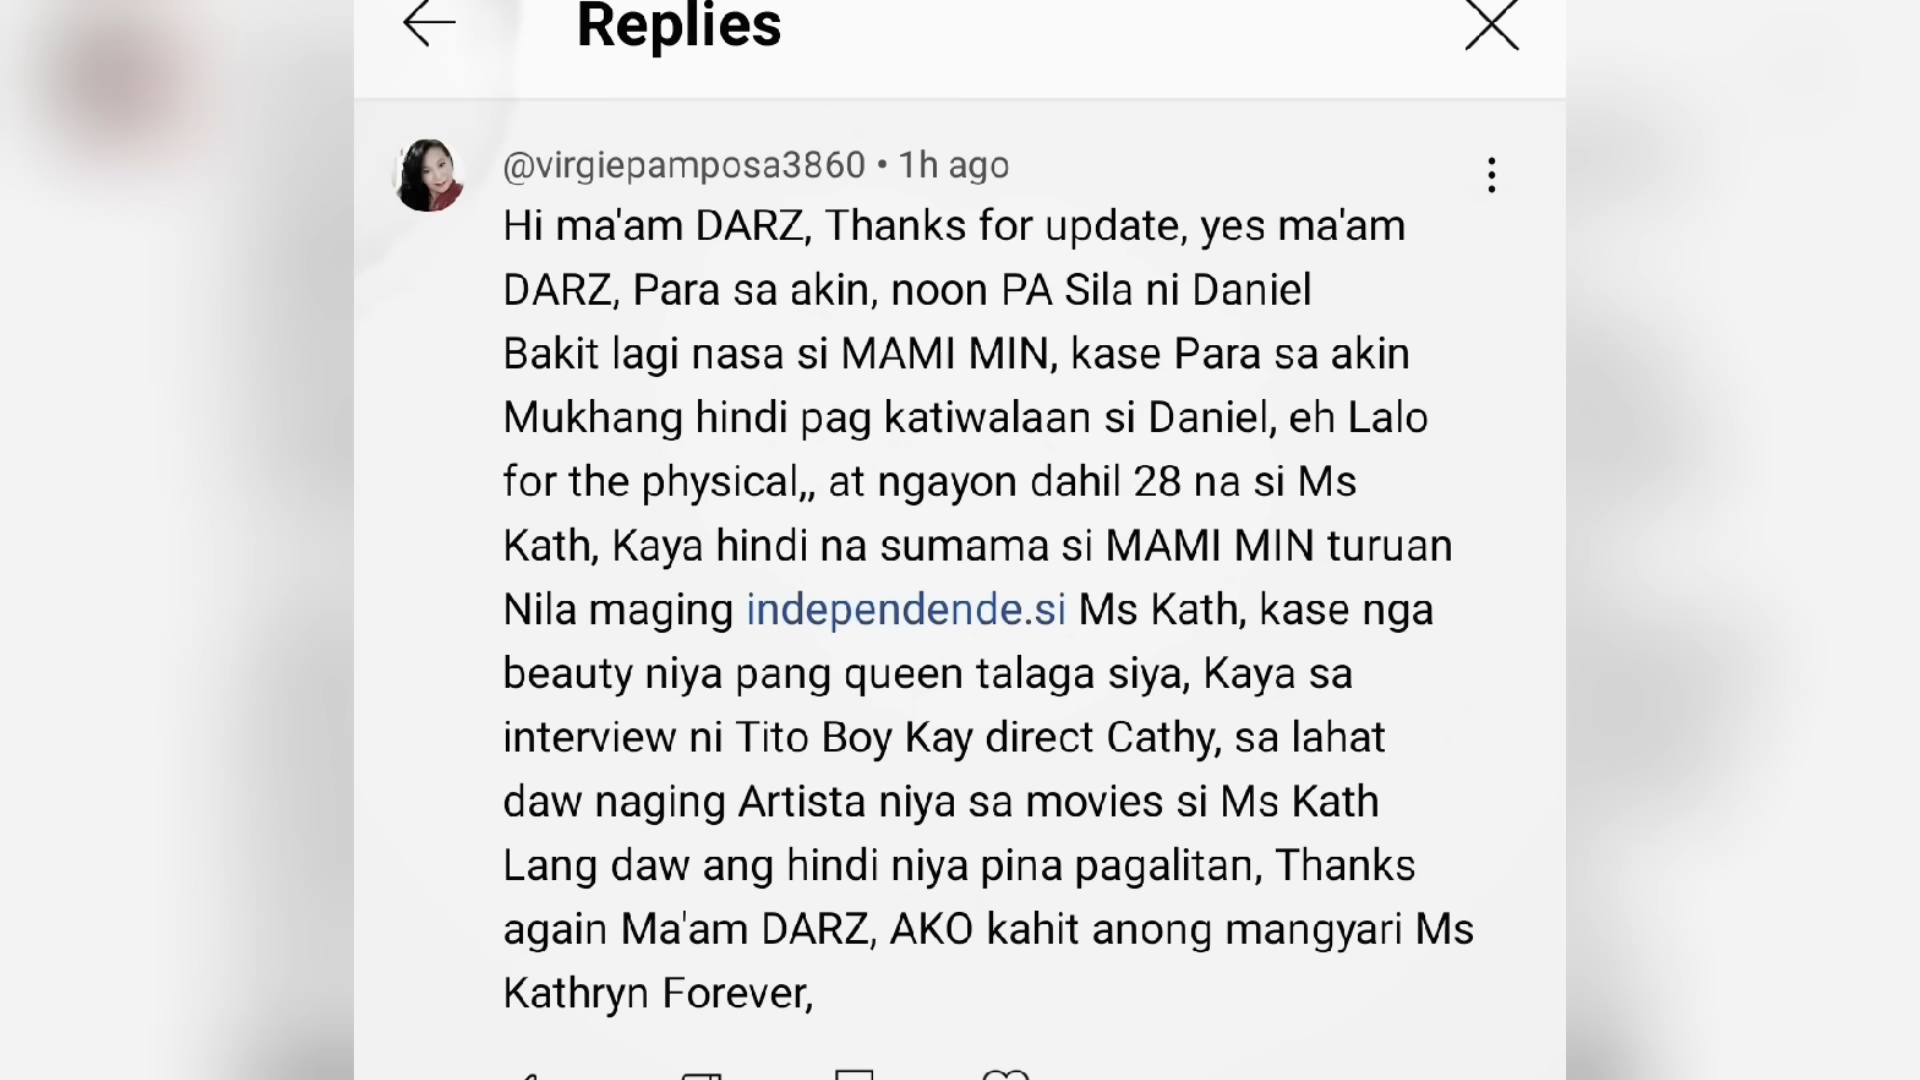 Replies
@virgiepamposa3860 • 1h ago
Hi ma'am DARZ, Thanks for update, yes ma'am
DARZ, Para sa akin, noon PA Sila ni Daniel
Bakit lagi nasa si MAMI MIN, kase Para sa akin
Mukhang hindi pag katiwalaan si Daniel, eh Lalo
for the physical,, at ngayon dahil 28 na si Ms
Kath, Kaya hindi na sumama si MAMI MIN turuan
Nila maging independende.si Ms Kath, kase nga
beauty niya pang queen talaga siya, Kaya sa
interview ni Tito Boy Kay direct Cathy, sa lahat
daw naging Artista niya sa movies si Ms Kath
Lang daw ang hindi niya pina pagalitan, Thanks
again Ma'am DARZ, AKO kahit anong mangyari Ms
Kathryn Forever,